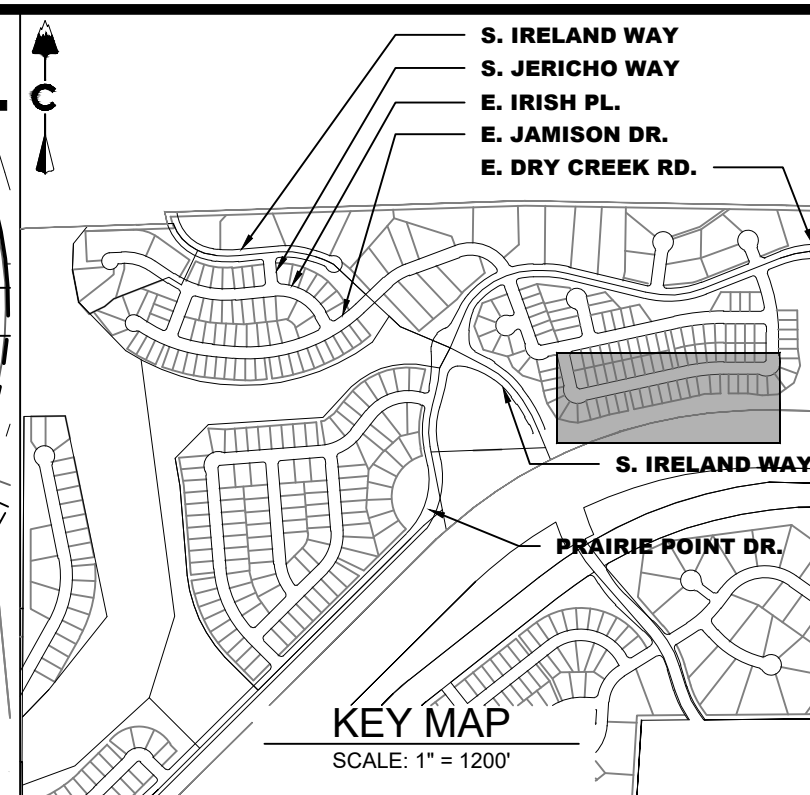 S. IRELAND WAY
S. JERICHO WAY
C
E. IRISH PL.
E. JAMISON DR.
E. DRY CREEK RD.
S. IRELAND WAY
PRAIRIE POINT DR.
KEY MAP
SCALE: 1" = 1200'